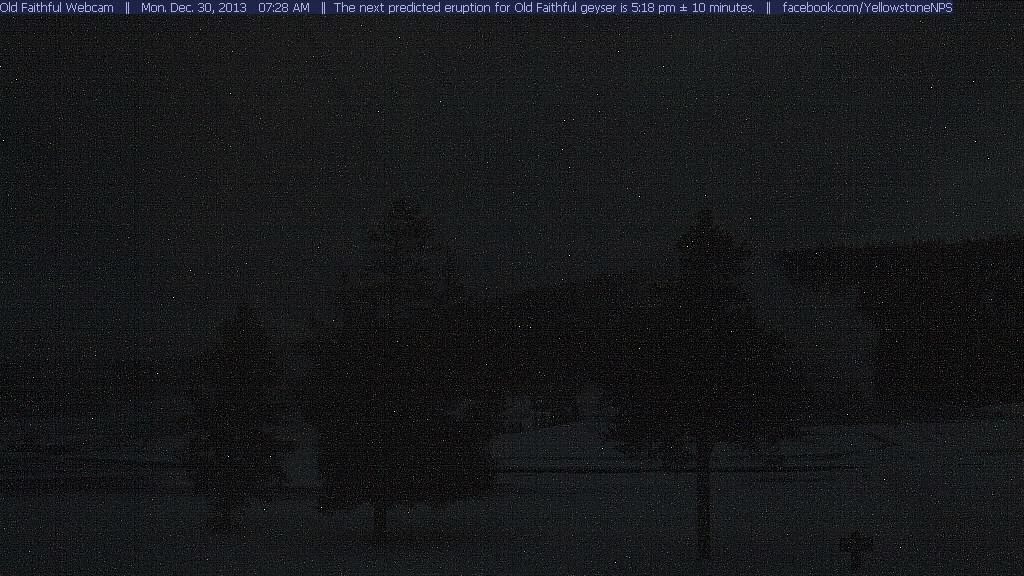 Old Faithful Webcam || Mon. Dec. 30, 2013 07:28 AM || The next predicted eruption for Old Faithful geyser is 5:18 pm ± 10 minutes. || facebook.com/YellowstoneNPS